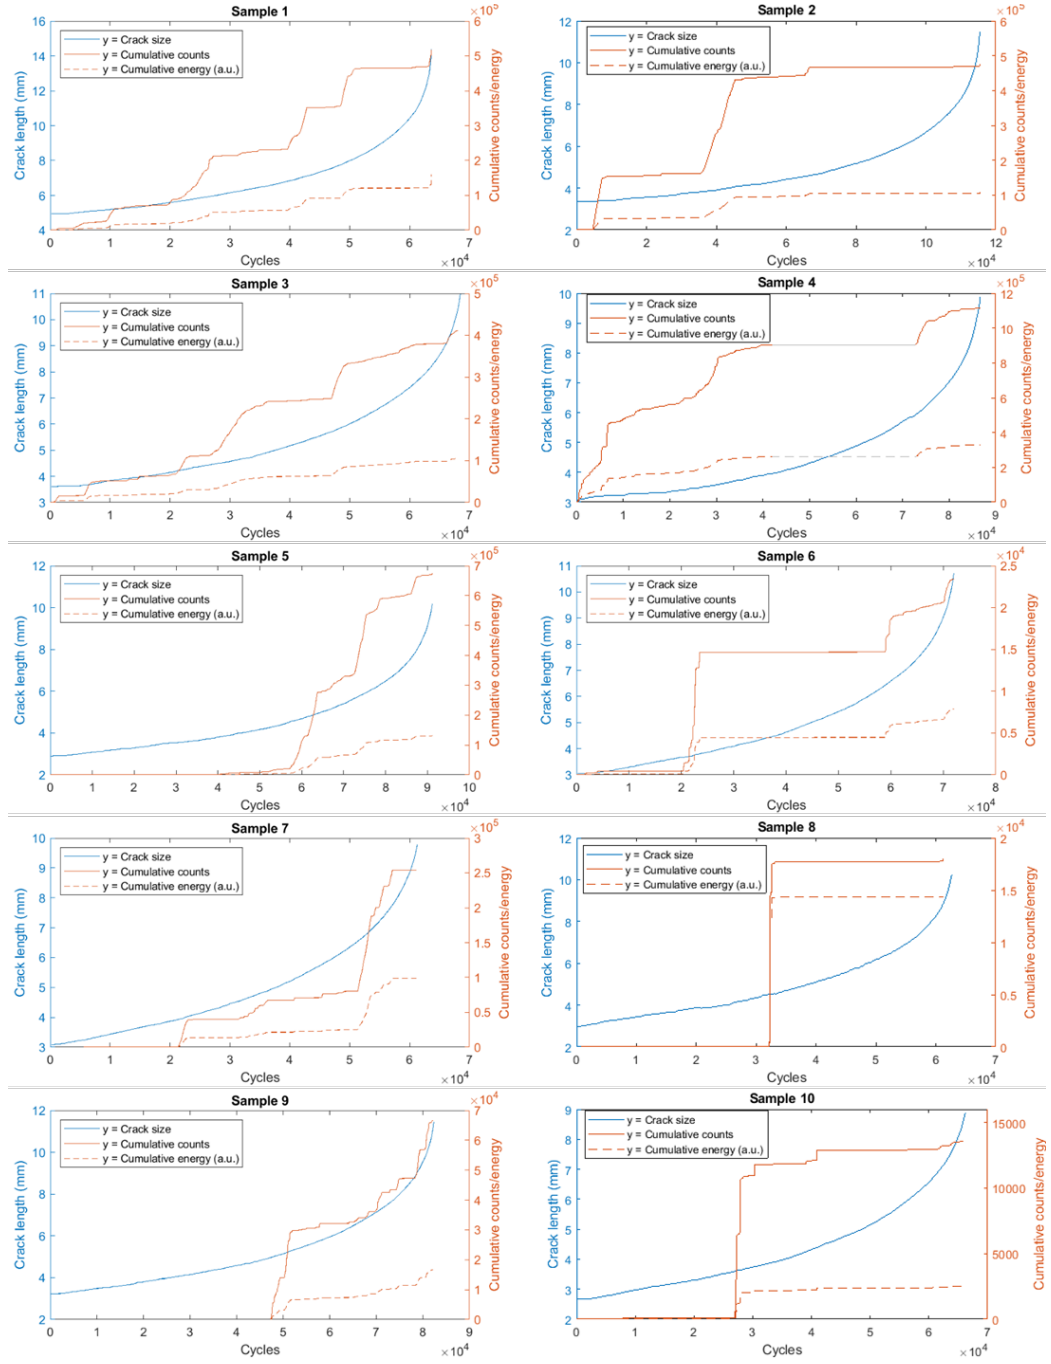 Sample 1
×10^5
y = Crack size
y = Cumulative counts
y = Cumulative energy (a.u.)
16
14
12
10
8
6
4
6
5
4
3
2
1
0
0 1 2 3 4 5 6 7
Crack length (mm)
Cumulative counts/energy
Cycles
×10^4
Sample 2
×10^5
y = Crack size
y = Cumulative counts
y = Cumulative energy (a.u.)
12
10
8
6
4
2
6
5
4
3
2
1
0
0 2 4 6 8 10 12
Crack length (mm)
Cumulative counts/energy
Cycles
×10^4
Sample 3
×10^5
y = Crack size
y = Cumulative counts
y = Cumulative energy (a.u.)
11
10
9
8
7
6
5
4
3
5
4
3
2
1
0
0 1 2 3 4 5 6 7
Crack length (mm)
Cumulative counts/energy
Cycles
×10^4
Sample 4
×10^5
y = Crack size
y = Cumulative counts
y = Cumulative energy (a.u.)
10
9
8
7
6
5
4
3
12
10
8
6
4
2
0
0 1 2 3 4 5 6 7 8 9
Crack length (mm)
Cumulative counts/energy
Cycles
×10^4
Sample 5
×10^5
y = Crack size
y = Cumulative counts
y = Cumulative energy (a.u.)
12
10
8
6
4
2
7
6
5
4
3
2
1
0
0 1 2 3 4 5 6 7 8 9 10
Crack length (mm)
Cumulative counts/energy
Cycles
×10^4
Sample 6
×10^4
y = Crack size
y = Cumulative counts
y = Cumulative energy (a.u.)
11
10
9
8
7
6
5
4
3
2.5
2
1.5
1
0.5
0
0 1 2 3 4 5 6 7 8
Crack length (mm)
Cumulative counts/energy
Cycles
×10^4
Sample 7
×10^5
y = Crack size
y = Cumulative counts
y = Cumulative energy (a.u.)
10
9
8
7
6
5
4
3
3
2.5
2
1.5
1
0.5
0
0 1 2 3 4 5 6 7
Crack length (mm)
Cumulative counts/energy
Cycles
×10^4
Sample 8
×10^4
y = Crack size
y = Cumulative counts
y = Cumulative energy (a.u.)
12
10
8
6
4
2
2
1.5
1
0.5
0
0 1 2 3 4 5 6 7
Crack length (mm)
Cumulative counts/energy
Cycles
×10^4
Sample 9
×10^4
y = Crack size
y = Cumulative counts
y = Cumulative energy (a.u.)
12
10
8
6
4
2
7
6
5
4
3
2
1
0
0 1 2 3 4 5 6 7 8 9
Crack length (mm)
Cumulative counts/energy
Cycles
×10^4
Sample 10
y = Crack size
y = Cumulative counts
y = Cumulative energy (a.u.)
9
8
7
6
5
4
3
2
15000
10000
5000
0
0 1 2 3 4 5 6 7
Crack length (mm)
Cumulative counts/energy
Cycles
×10^4